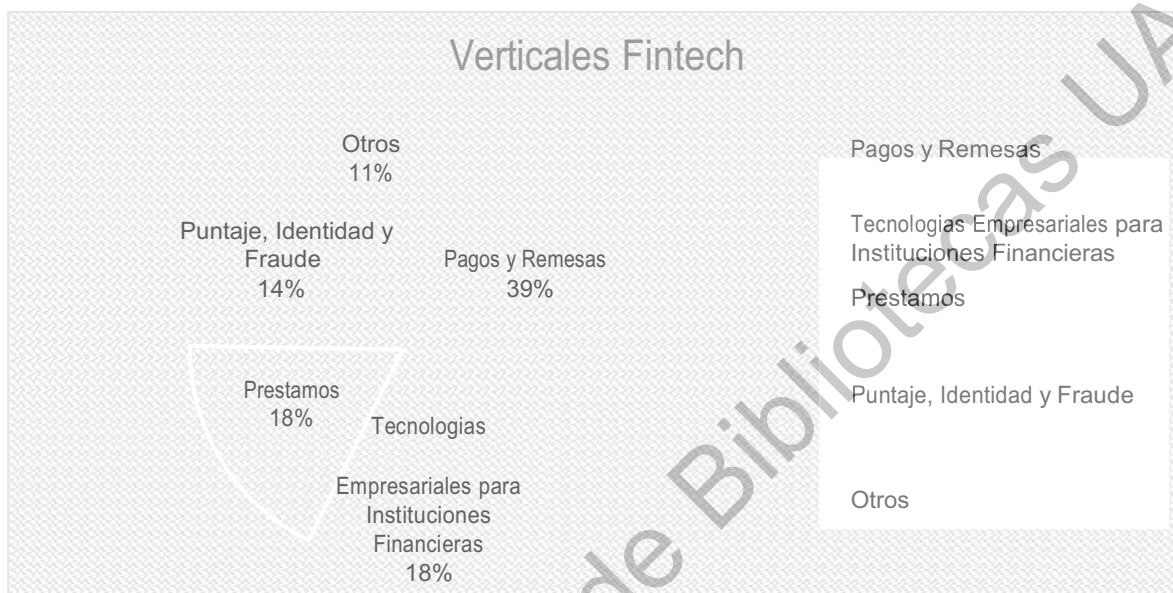 Verticales Fintech
Otros
11%
Puntaje, Identidad y
Fraude
14%
Pagos y Remesas
39%
Prestamos
18%
Tecnologias
Empresariales para
Instituciones
Financieras
18%
Pagos y Remesas
Tecnologias Empresariales para
Instituciones Financieras
Prestamos
Puntaje, Identidad y Fraude
Otros
de Bibliotecas UA